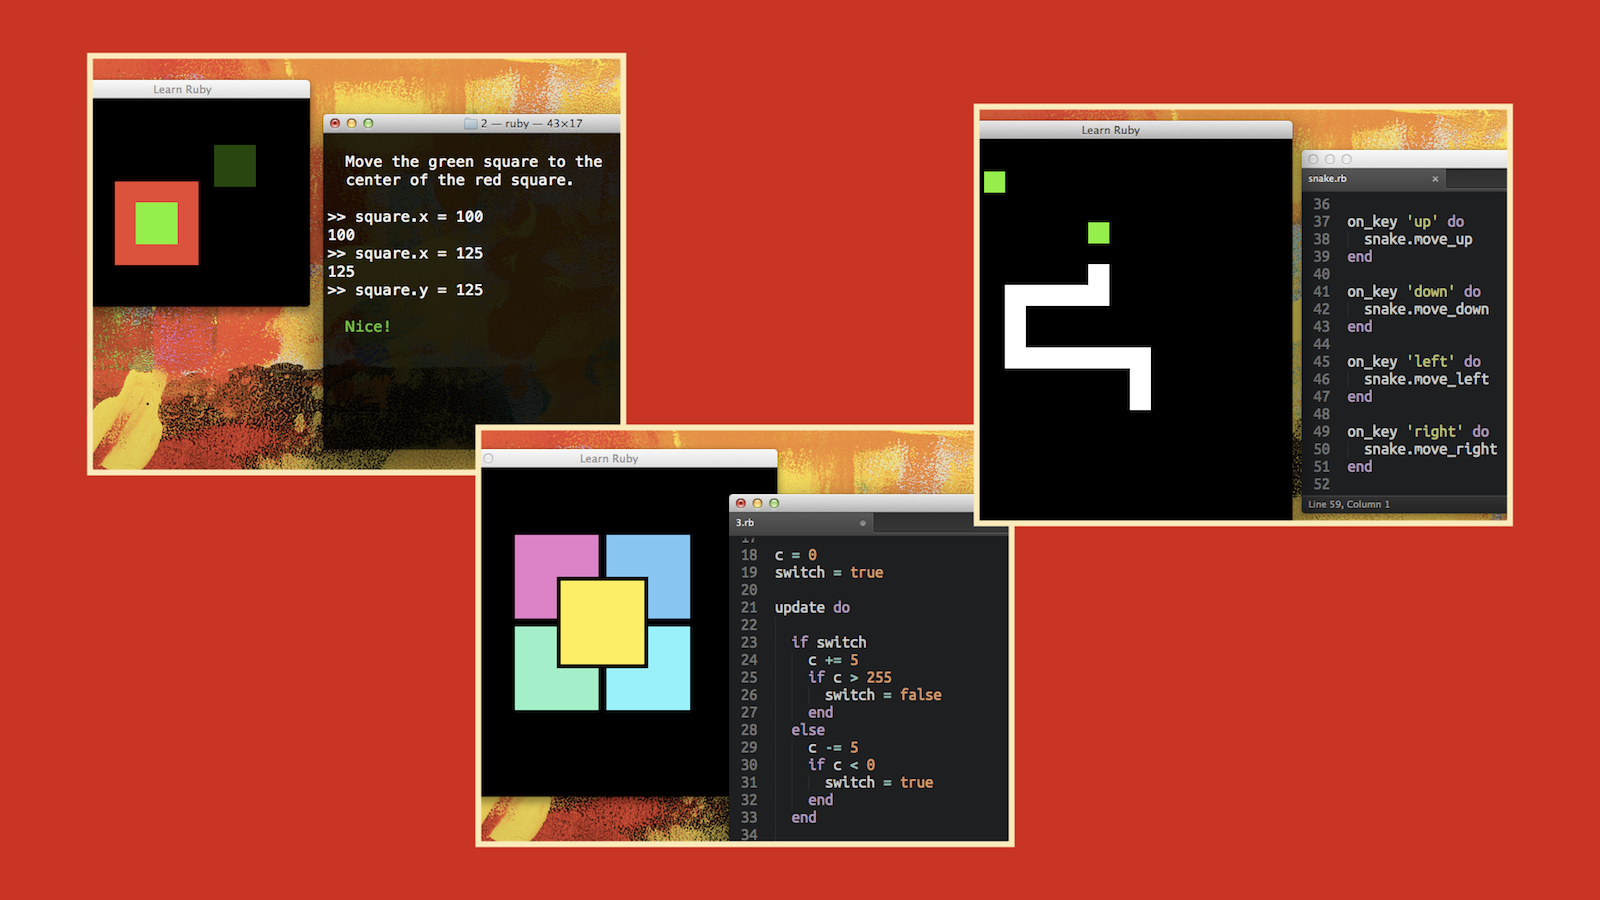 Learn Ruby
2 — ruby — 43×17
Move the green square to the
center of the red square.
>> square.x = 100
100
>> square.x = 125
125
>> square.y = 125
Nice!
Learn Ruby
3.rb
17
18 c = 0
19 switch = true
20
21 update do
22
23 if switch
24 c += 5
25 if c > 255
26 switch = false
27 end
28 else
29 c -= 5
30 if c < 0
31 switch = true
32 end
33 end
34
Learn Ruby
snake.rb
36
37 on_key 'up' do
38 snake.move_up
39 end
40
41 on_key 'down' do
42 snake.move_down
43 end
44
45 on_key 'left' do
46 snake.move_left
47 end
48
49 on_key 'right' do
50 snake.move_right
51 end
52
Line 59, Column 1